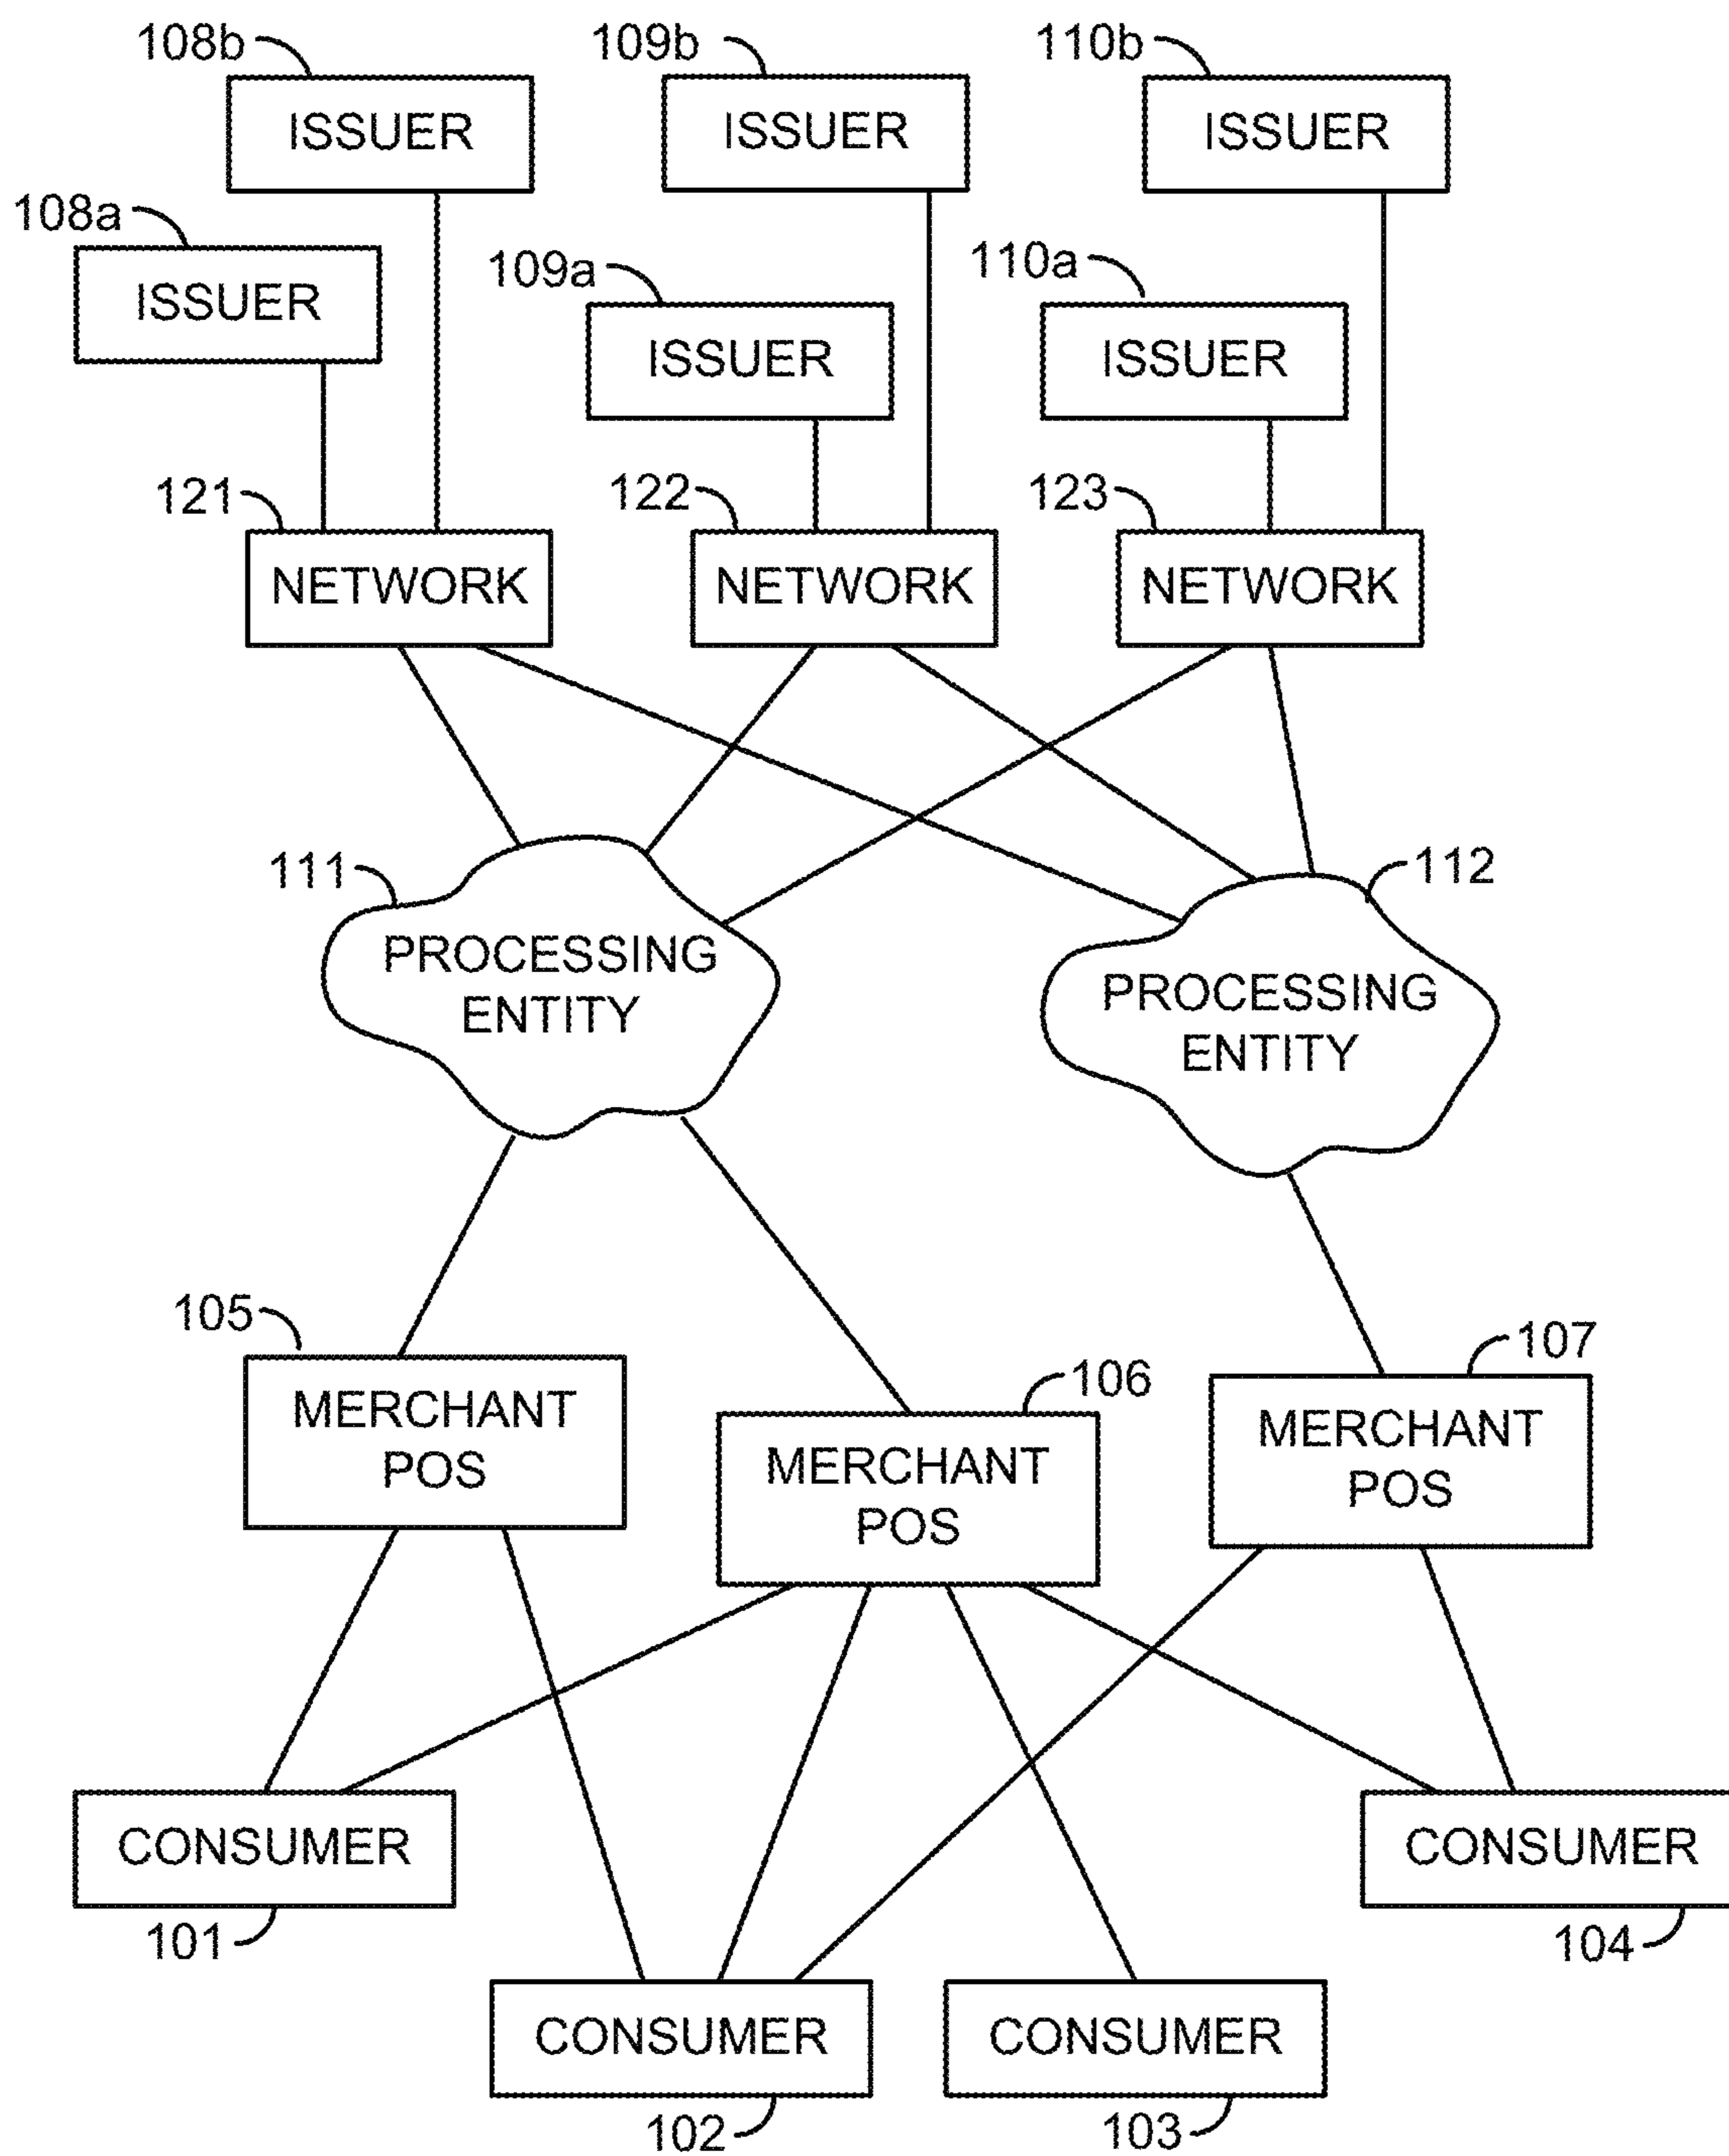 108b
109b
110b
ISSUER
ISSUER
ISSUER
108a
109a
110a
ISSUER
ISSUER
ISSUER
121
122
123
NETWORK
NETWORK
NETWORK
111
112
PROCESSING
ENTITY
PROCESSING
ENTITY
105
106
107
MERCHANT
POS
MERCHANT
POS
MERCHANT
POS
CONSUMER
CONSUMER
101
104
CONSUMER
CONSUMER
102
103